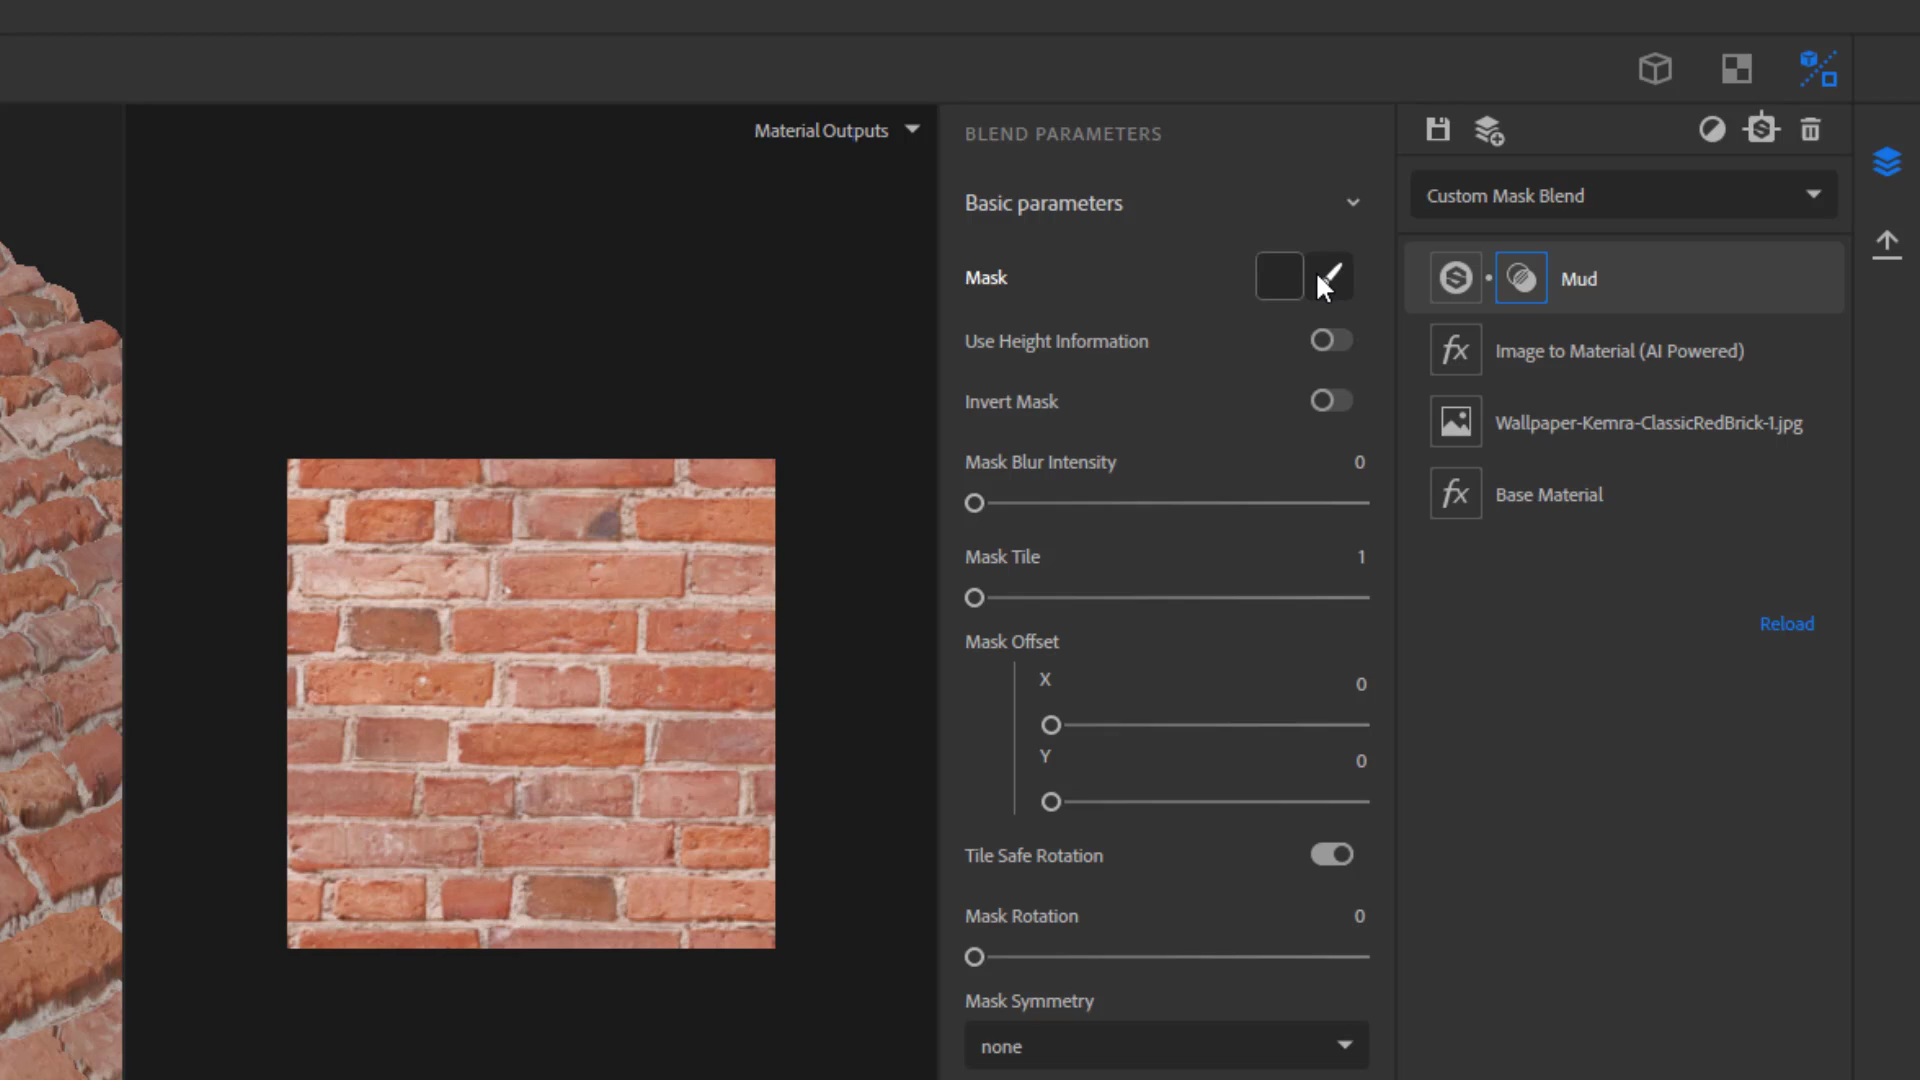 Material Outputs
BLEND PARAMETERS
Basic parameters
Mask
Use Height Information
Invert Mask
Mask Blur Intensity 0
Mask Tile 1
Mask Offset
X 0
Y 0
Tile Safe Rotation
Mask Rotation 0
Mask Symmetry
none
Custom Mask Blend
Mud
fx Image to Material (AI Powered)
Wallpaper-Kemra-ClassicRedBrick-1.jpg
fx Base Material
Reload